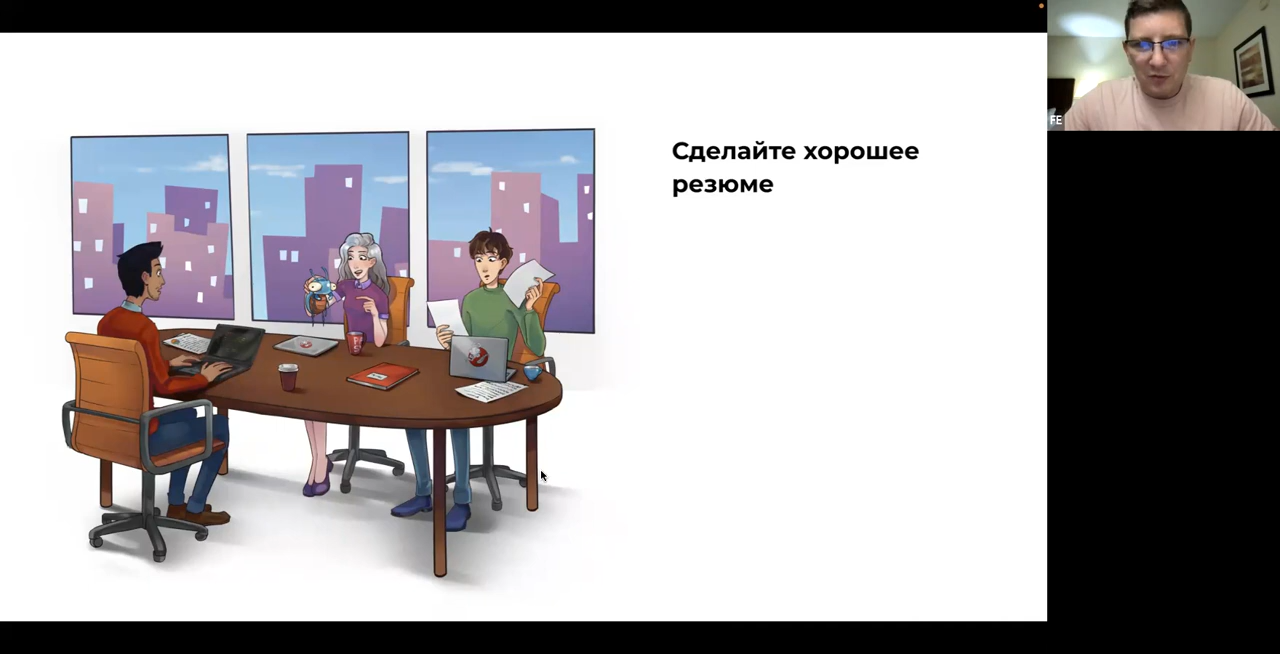 Сделайте хорошее
резюме
FE